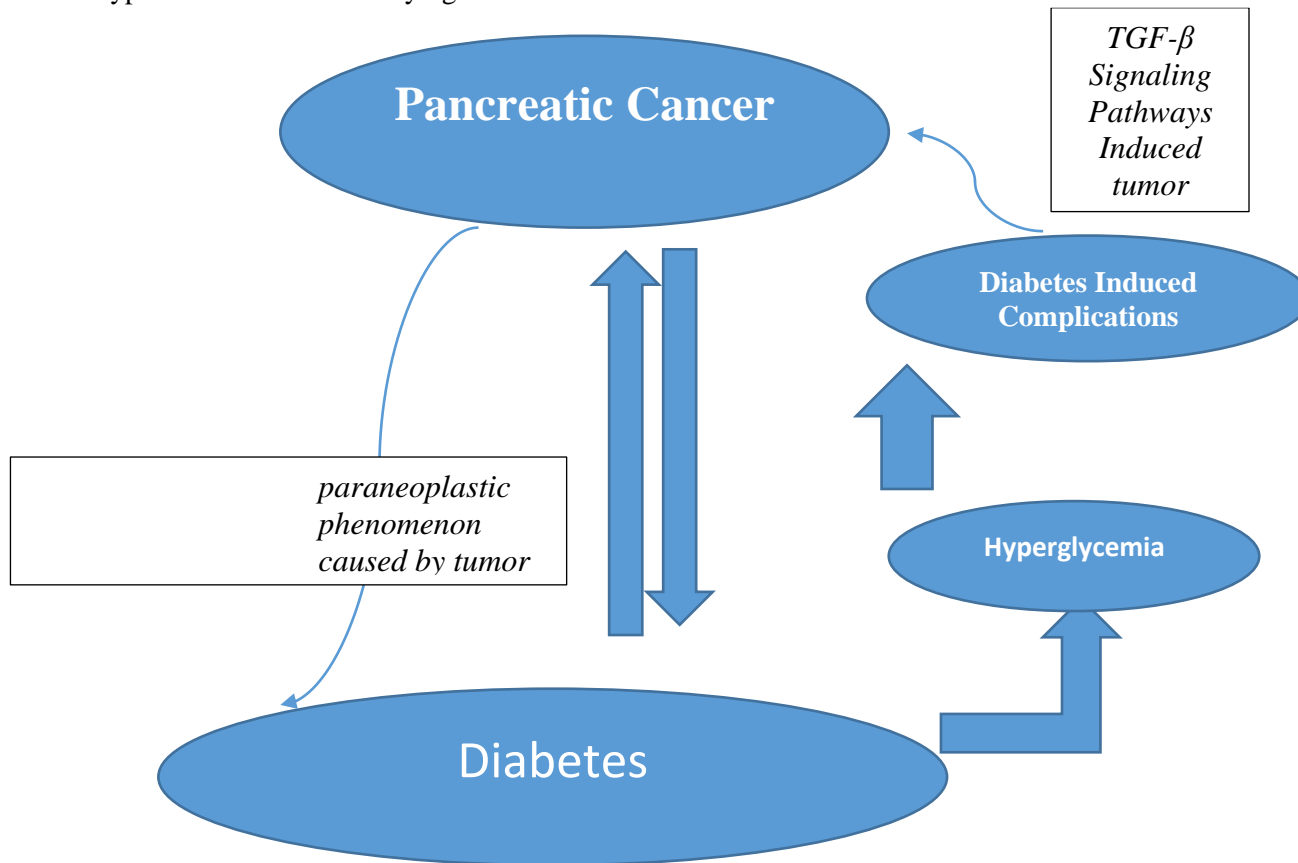 TGF-β
Signaling
Pathways
Induced
tumor
Pancreatic Cancer
Diabetes Induced
Complications
paraneoplastic
phenomenon
caused by tumor
Hyperglycemia
Diabetes